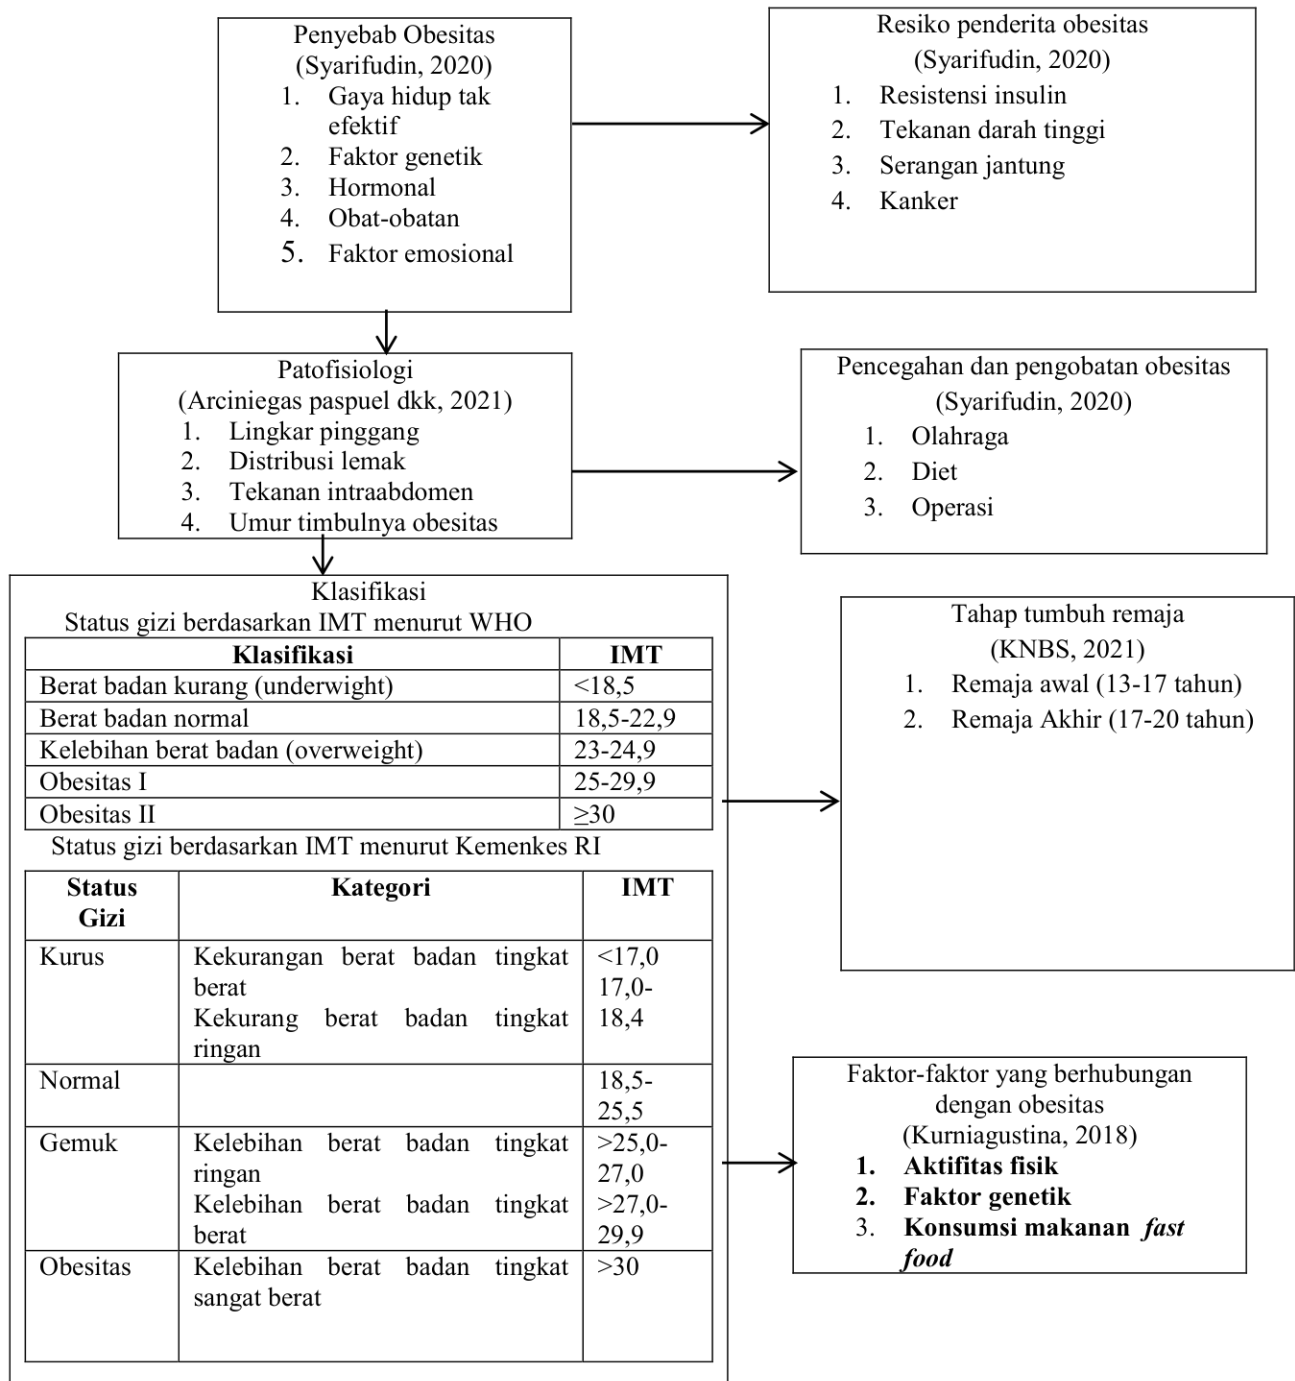 Penyebab Obesitas
(Syarifudin, 2020)
1. Gaya hidup tak
efektif
2. Faktor genetik
3. Hormonal
4. Obat-obatan
5. Faktor emosional
Resiko penderita obesitas
(Syarifudin, 2020)
1. Resistensi insulin
2. Tekanan darah tinggi
3. Serangan jantung
4. Kanker
Patofisiologi
(Arciniegas paspuel dkk, 2021)
1. Lingkar pinggang
2. Distribusi lemak
3. Tekanan intraabdomen
4. Umur timbulnya obesitas
Pencegahan dan pengobatan obesitas
(Syarifudin, 2020)
1. Olahraga
2. Diet
3. Operasi
Klasifikasi
Status gizi berdasarkan IMT menurut WHO
Klasifikasi IMT
Berat badan kurang (underwight) <18,5
Berat badan normal 18,5-22,9
Kelebihan berat badan (overweight) 23-24,9
Obesitas I 25-29,9
Obesitas II ≥30
Status gizi berdasarkan IMT menurut Kemenkes RI
Status Kategori IMT
Gizi
Kurus Kekurangan berat badan tingkat <17,0
berat 17,0-
Kekurang berat badan tingkat 18,4
ringan
Normal 18,5-
25,5
Gemuk Kelebihan berat badan tingkat >25,0-
ringan 27,0
Kelebihan berat badan tingkat >27,0-
berat 29,9
Obesitas Kelebihan berat badan tingkat >30
sangat berat
Tahap tumbuh remaja
(KNBS, 2021)
1. Remaja awal (13-17 tahun)
2. Remaja Akhir (17-20 tahun)
Faktor-faktor yang berhubungan
dengan obesitas
(Kurniagustina, 2018)
1. Aktifitas fisik
2. Faktor genetik
3. Konsumsi makanan fast
food